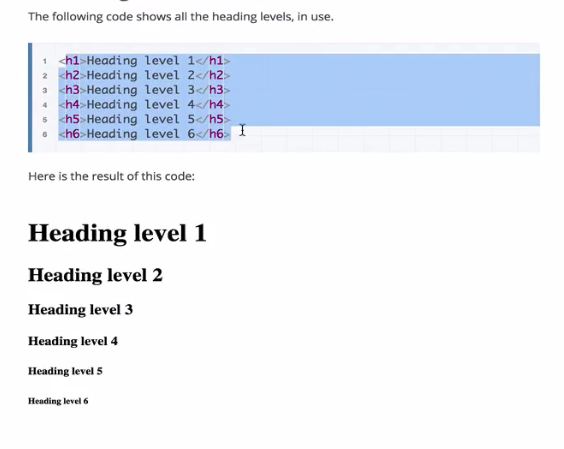 The following code shows all the heading levels, in use.
1 <h1>Heading level 1</h1>
2 <h2>Heading level 2</h2>
3 <h3>Heading level 3</h3>
4 <h4>Heading level 4</h4>
5 <h5>Heading level 5</h5>
6 <h6>Heading level 6</h6>
Here is the result of this code:
Heading level 1
Heading level 2
Heading level 3
Heading level 4
Heading level 5
Heading level 6